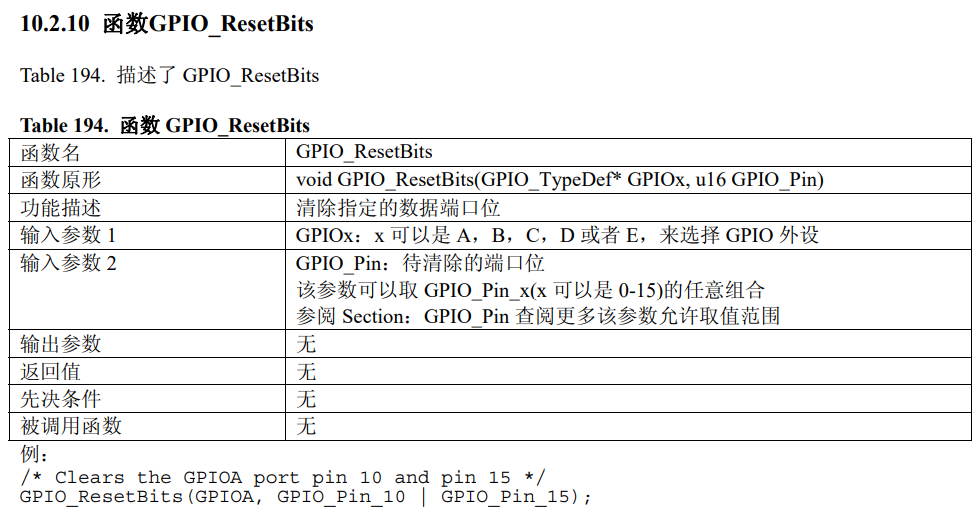 10.2.10 函数GPIO_ResetBits
Table 194. 描述了 GPIO_ResetBits
Table 194. 函数 GPIO_ResetBits
函数名 GPIO_ResetBits
函数原形 void GPIO_ResetBits(GPIO_TypeDef* GPIOx, u16 GPIO_Pin)
功能描述 清除指定的数据端口位
输入参数 1 GPIOx：x 可以是 A，B，C，D 或者 E，来选择 GPIO 外设
输入参数 2 GPIO_Pin：待清除的端口位
该参数可以取 GPIO_Pin_x(x 可以是 0-15)的任意组合
参阅 Section：GPIO_Pin 查阅更多该参数允许取值范围
输出参数 无
返回值 无
先决条件 无
被调用函数 无
例：
/* Clears the GPIOA port pin 10 and pin 15 */
GPIO_ResetBits(GPIOA, GPIO_Pin_10 | GPIO_Pin_15);